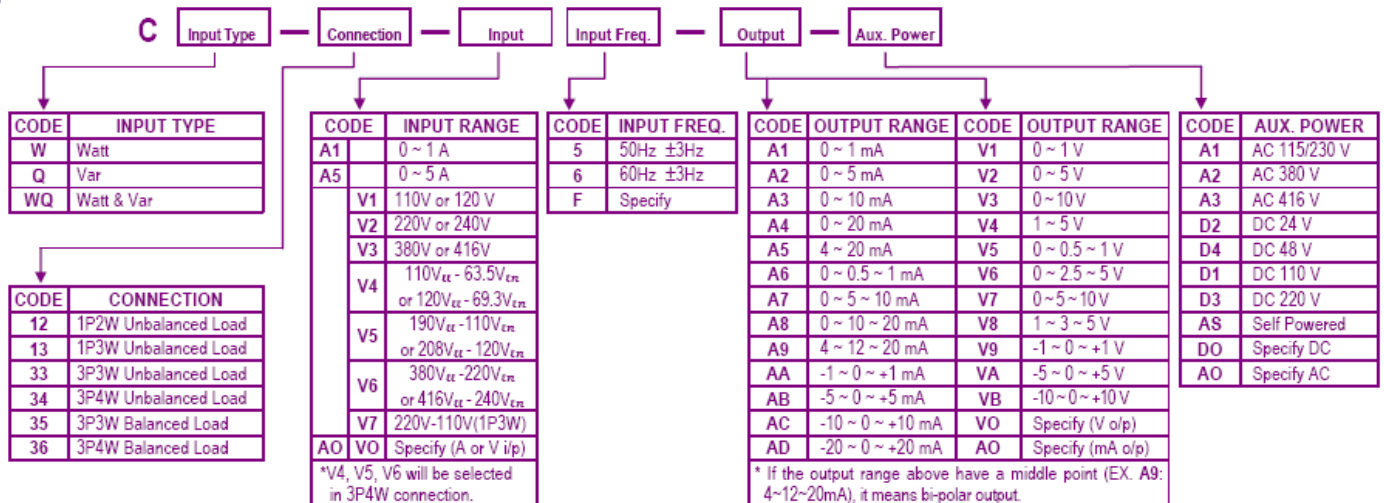 C Input Type Connection Input Input Freq. Output Aux. Power
CODE INPUT TYPE
W Watt
Q Var
WQ Watt & Var
CODE CONNECTION
12 1P2W Unbalanced Load
13 1P3W Unbalanced Load
33 3P3W Unbalanced Load
34 3P4W Unbalanced Load
35 3P3W Balanced Load
36 3P4W Balanced Load
CODE INPUT RANGE
A1 0 ~ 1 A
A5 0 ~ 5 A
V1 110V or 120 V
V2 220V or 240V
V3 380V or 416V
V4 110Vℓℓ - 63.5Vℓn
or 120Vℓℓ - 69.3Vℓn
V5 190Vℓℓ -110Vℓn
or 208Vℓℓ - 120Vℓn
V6 380Vℓℓ -220Vℓn
or 416Vℓℓ - 240Vℓn
V7 220V-110V(1P3W)
AO VO Specify (A or V i/p)
*V4, V5, V6 will be selected
in 3P4W connection.
CODE INPUT FREQ.
5 50Hz ±3Hz
6 60Hz ±3Hz
F Specify
CODE OUTPUT RANGE CODE OUTPUT RANGE
A1 0 ~ 1 mA V1 0 ~ 1 V
A2 0 ~ 5 mA V2 0 ~ 5 V
A3 0 ~ 10 mA V3 0~10 V
A4 0 ~ 20 mA V4 1 ~ 5 V
A5 4 ~ 20 mA V5 0 ~ 0.5 ~ 1 V
A6 0 ~ 0.5 ~ 1 mA V6 0 ~ 2.5 ~ 5 V
A7 0 ~ 5 ~ 10 mA V7 0~5~10 V
A8 0 ~ 10 ~ 20 mA V8 1 ~ 3 ~ 5 V
A9 4 ~ 12 ~ 20 mA V9 -1 ~ 0 ~ +1 V
AA -1 ~ 0 ~ +1 mA VA -5 ~ 0 ~ +5 V
AB -5 ~ 0 ~ +5 mA VB -10~0~+10 V
AC -10 ~ 0 ~ +10 mA VO Specify (V o/p)
AD -20 ~ 0 ~ +20 mA AO Specify (mA o/p)
* If the output range above have a middle point (EX. A9:
4~12~20mA), it means bi-polar output.
CODE AUX. POWER
A1 AC 115/230 V
A2 AC 380 V
A3 AC 416 V
D2 DC 24 V
D4 DC 48 V
D1 DC 110 V
D3 DC 220 V
AS Self Powered
DO Specify DC
AO Specify AC